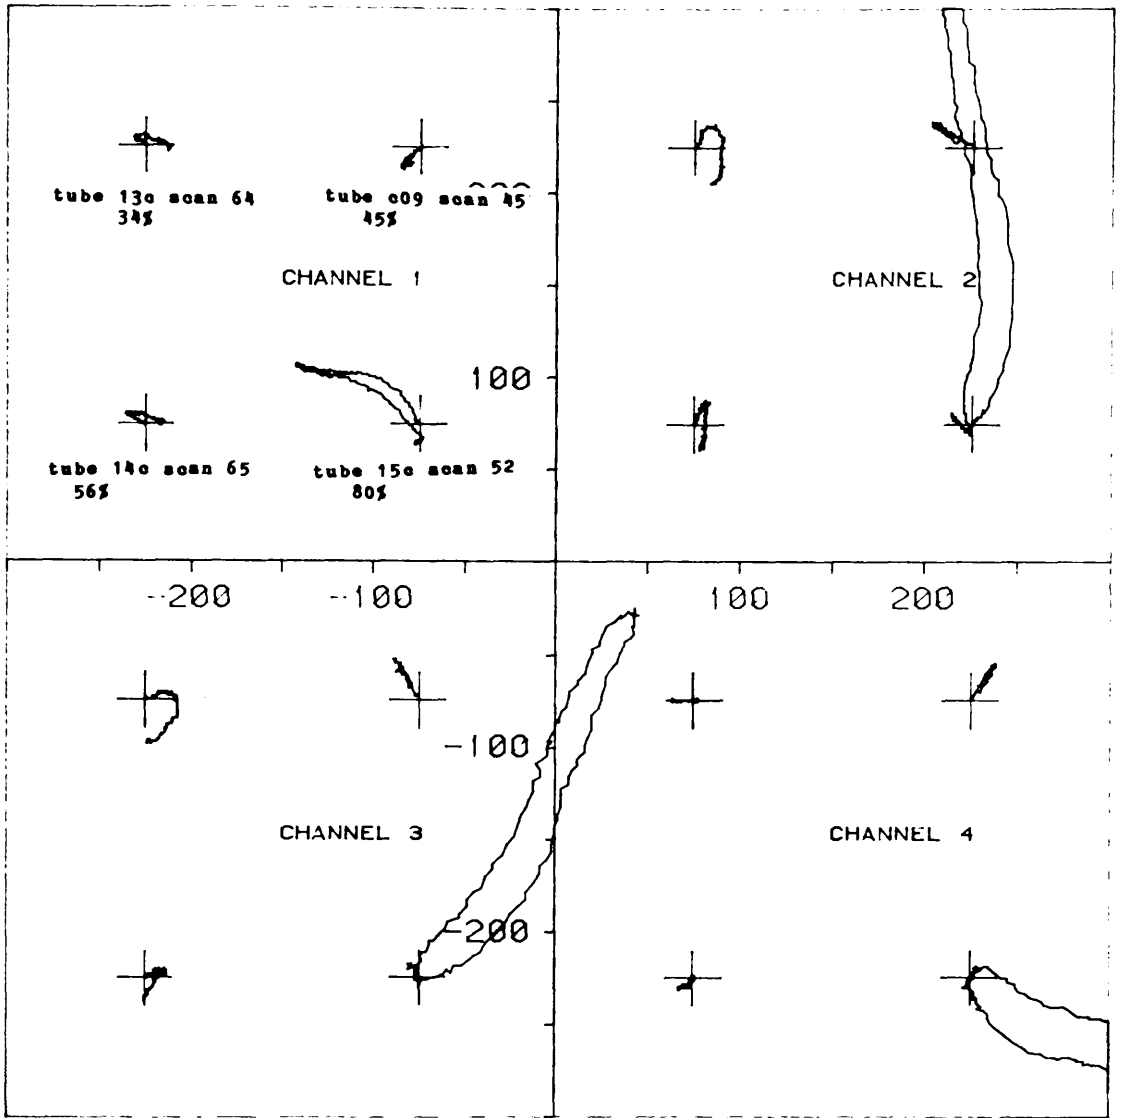 tube 13c scan 64
34%
tube c09 scan 45
45%
CHANNEL 1
CHANNEL 2
100
tube 14c scan 65
56%
tube 15c scan 52
80%
-200
-100
100
200
-100
CHANNEL 3
CHANNEL 4
-200